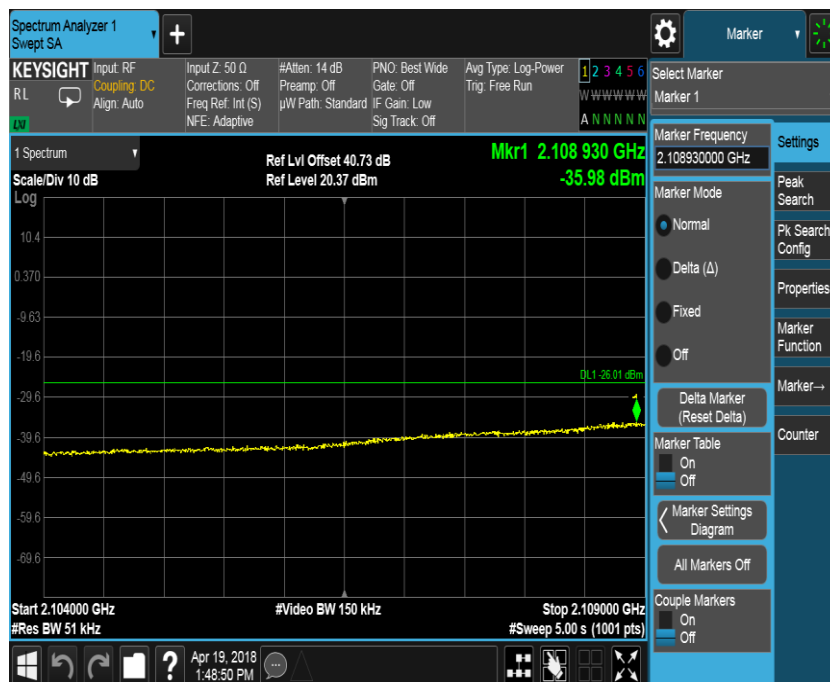 Spectrum Analyzer 1
Swept SA
+
Marker
KEYSIGHT
RL
LXI
Input: RF
Coupling: DC
Align: Auto
Input Z: 50 Ω
Corrections: Off
Freq Ref: Int (S)
NFE: Adaptive
#Atten: 14 dB
Preamp: Off
µW Path: Standard
PNO: Best Wide
Gate: Off
IF Gain: Low
Sig Track: Off
Avg Type: Log-Power
Trig: Free Run
1 2 3 4 5 6
W W W W W W
A N N N N N
Select Marker
Marker 1
1 Spectrum
Scale/Div 10 dB
Log
Ref Lvl Offset 40.73 dB
Ref Level 20.37 dBm
Mkr1 2.108 930 GHz
-35.98 dBm
10.4
0.370
-9.63
-19.6
-29.6
-39.6
-49.6
-59.6
-69.6
DL1 -26.01 dBm
1
Start 2.104000 GHz
#Res BW 51 kHz
#Video BW 150 kHz
Stop 2.109000 GHz
#Sweep 5.00 s (1001 pts)
Marker Frequency
2.108930000 GHz
Marker Mode
Normal
Delta (Δ)
Fixed
Off
Delta Marker
(Reset Delta)
Marker Table
On
Off
Marker Settings
Diagram
All Markers Off
Couple Markers
On
Off
Settings
Peak
Search
Pk Search
Config
Properties
Marker
Function
Marker→
Counter
?
Apr 19, 2018
1:48:50 PM